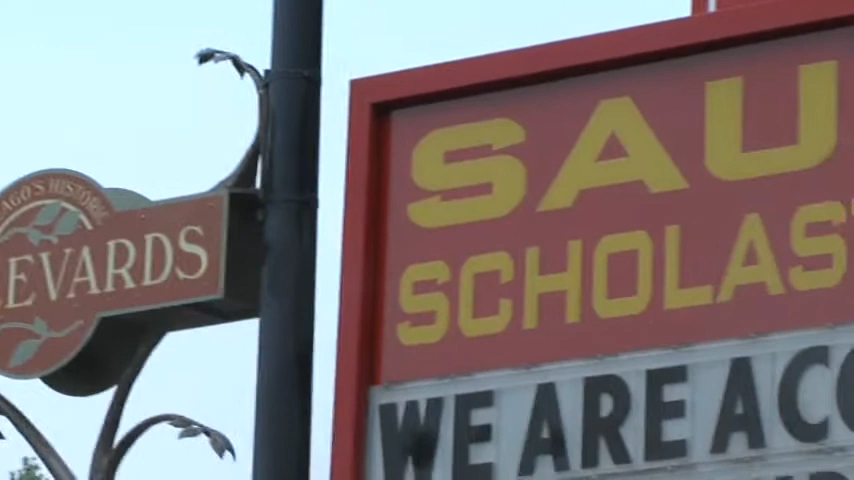 AGO'S HISTORIC
EVARDS
SAU
SCHOLAS
WE ARE ACC